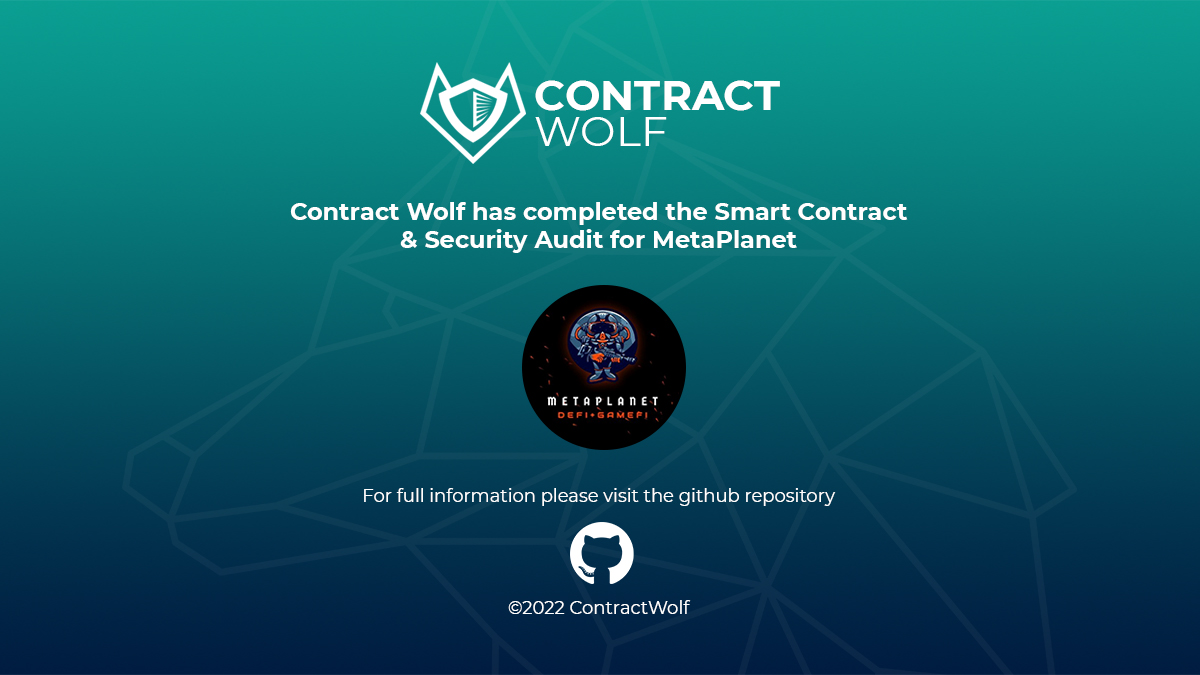 CONTRACT
WOLF
Contract Wolf has completed the Smart Contract
& Security Audit for MetaPlanet
METAPLANET
DEFI+GAMEFI
For full information please visit the github repository
©2022 ContractWolf